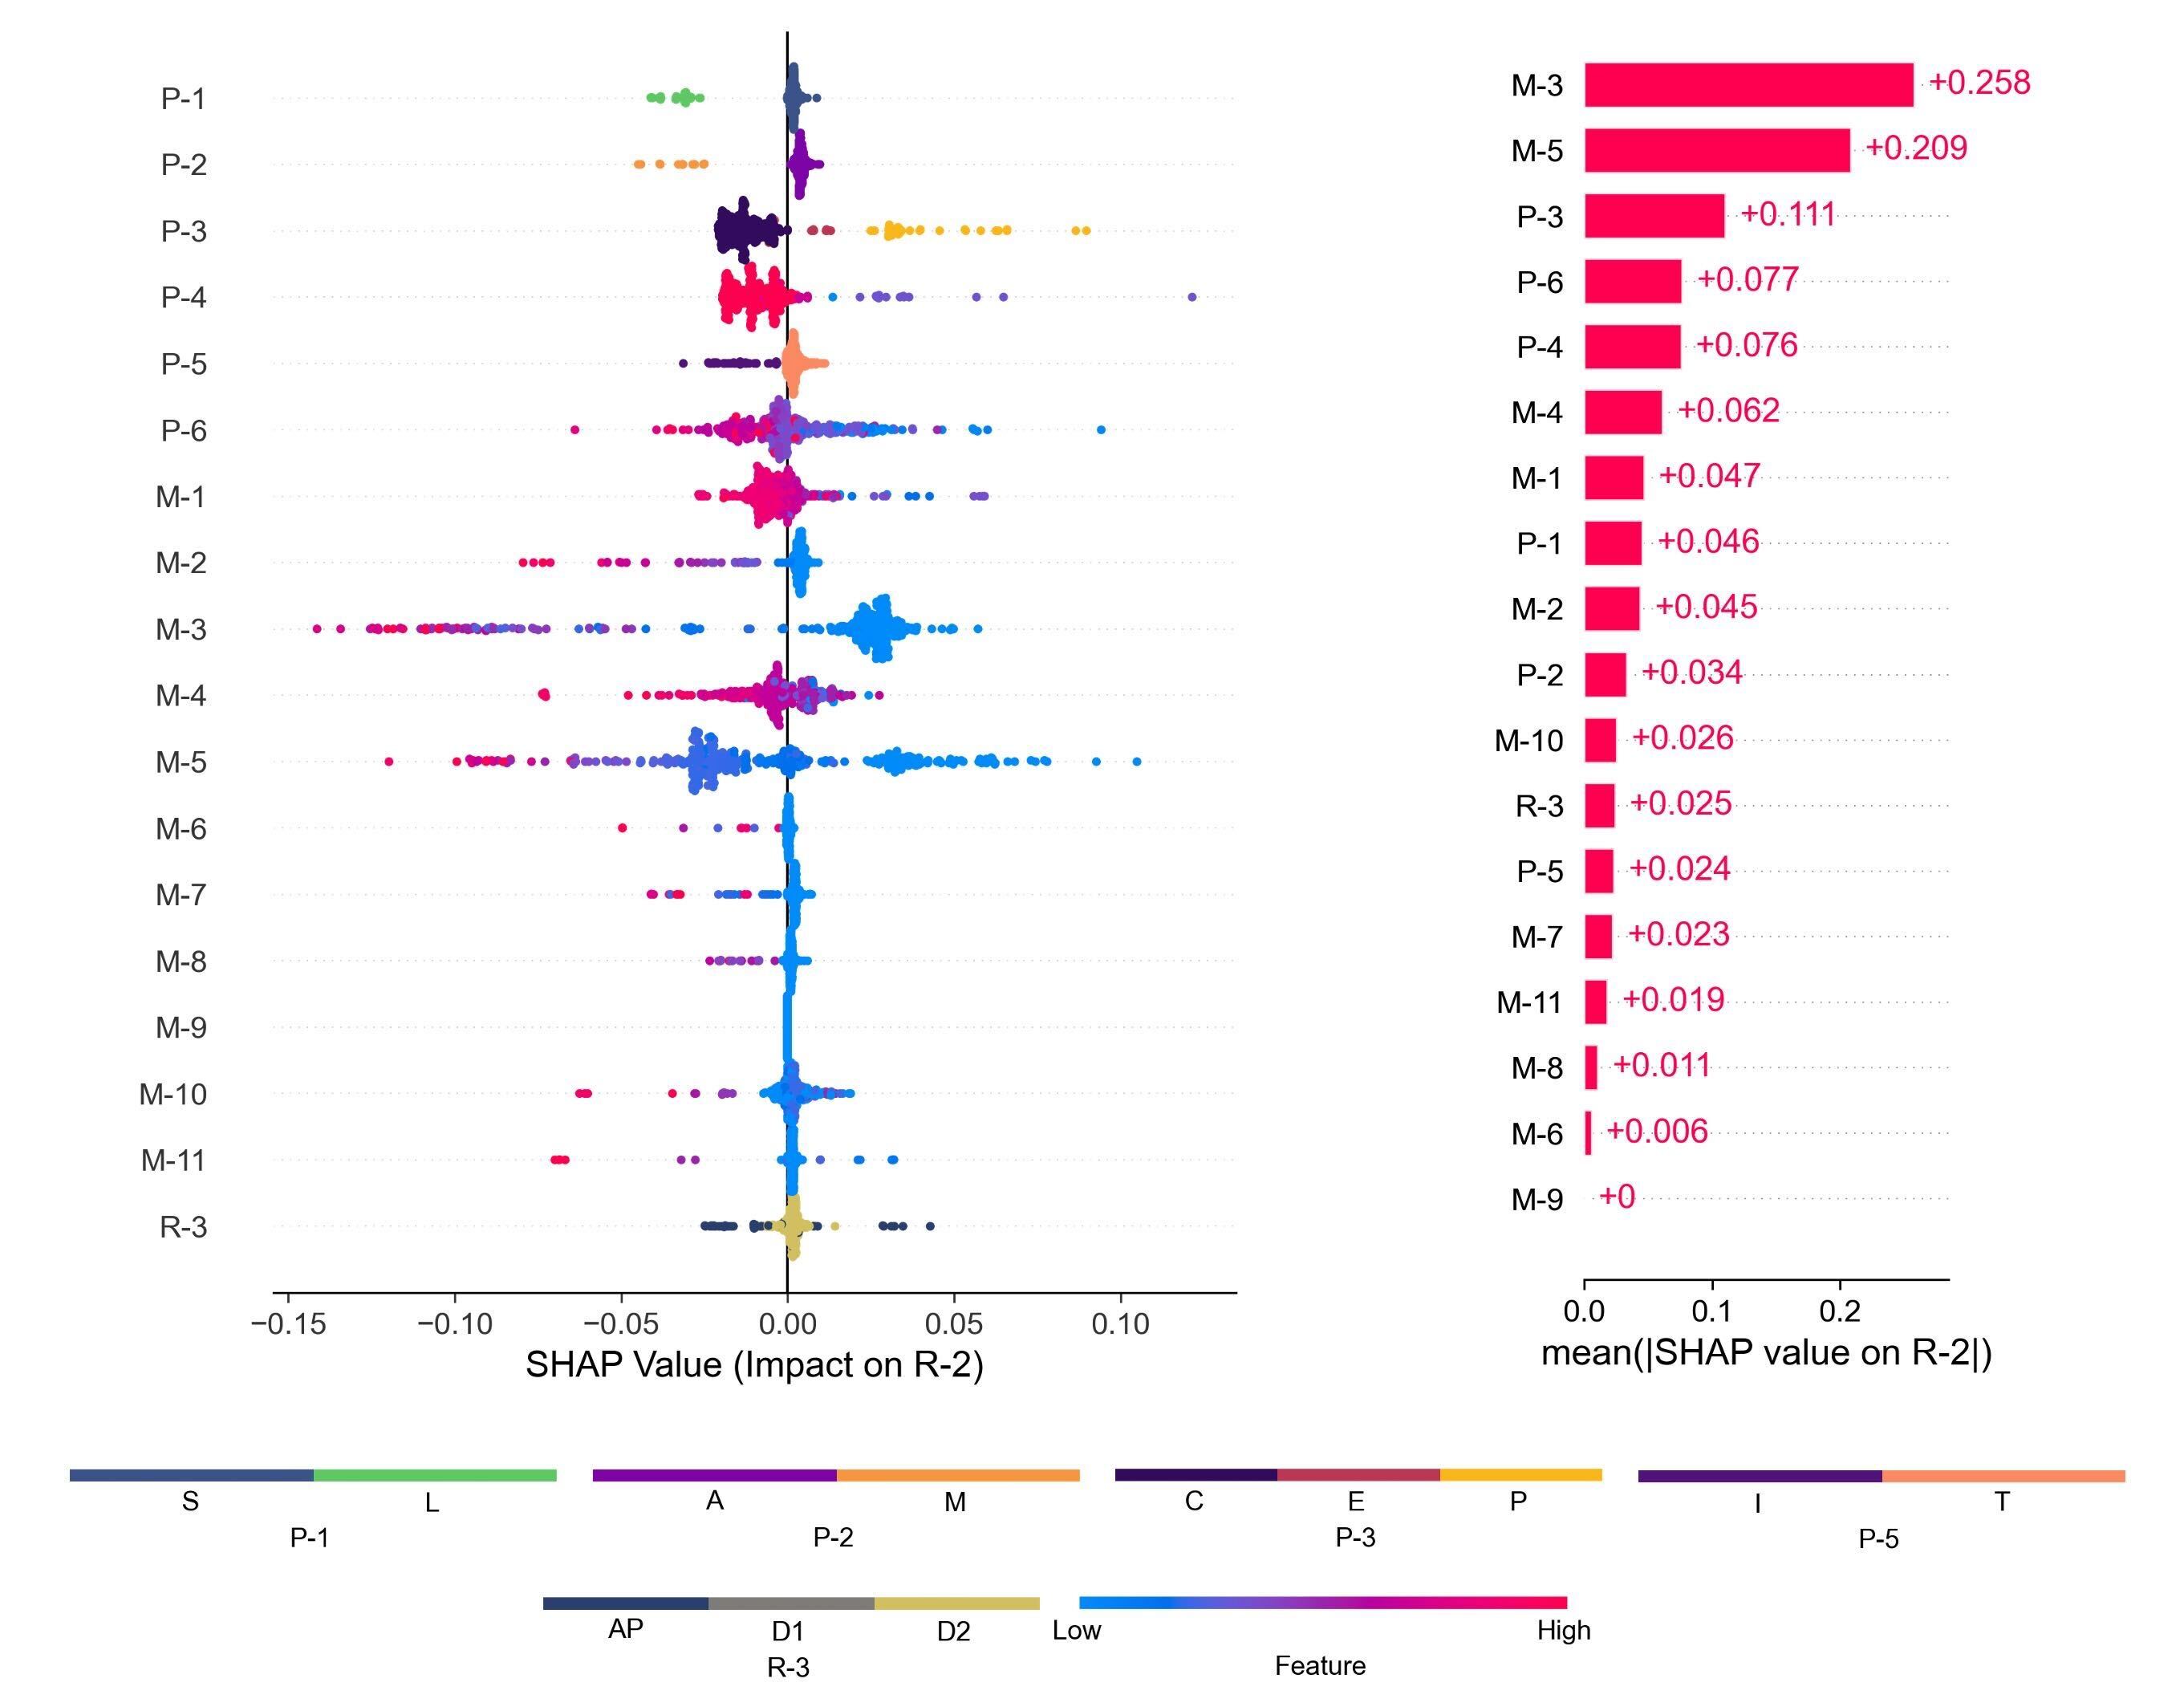 P-1
P-2
P-3
P-4
P-5
P-6
M-1
M-2
M-3
M-4
M-5
M-6
M-7
M-8
M-9
M-10
M-11
R-3
−0.15 −0.10 −0.05 0.00 0.05 0.10
SHAP Value (Impact on R-2)
M-3 +0.258
M-5 +0.209
P-3 +0.111
P-6 +0.077
P-4 +0.076
M-4 +0.062
M-1 +0.047
P-1 +0.046
M-2 +0.045
P-2 +0.034
M-10 +0.026
R-3 +0.025
P-5 +0.024
M-7 +0.023
M-11 +0.019
M-8 +0.011
M-6 +0.006
M-9 +0
0.0 0.1 0.2
mean(|SHAP value on R-2|)
S L
P-1
A M
P-2
C E P
P-3
I T
P-5
AP D1 D2
R-3
Low High
Feature